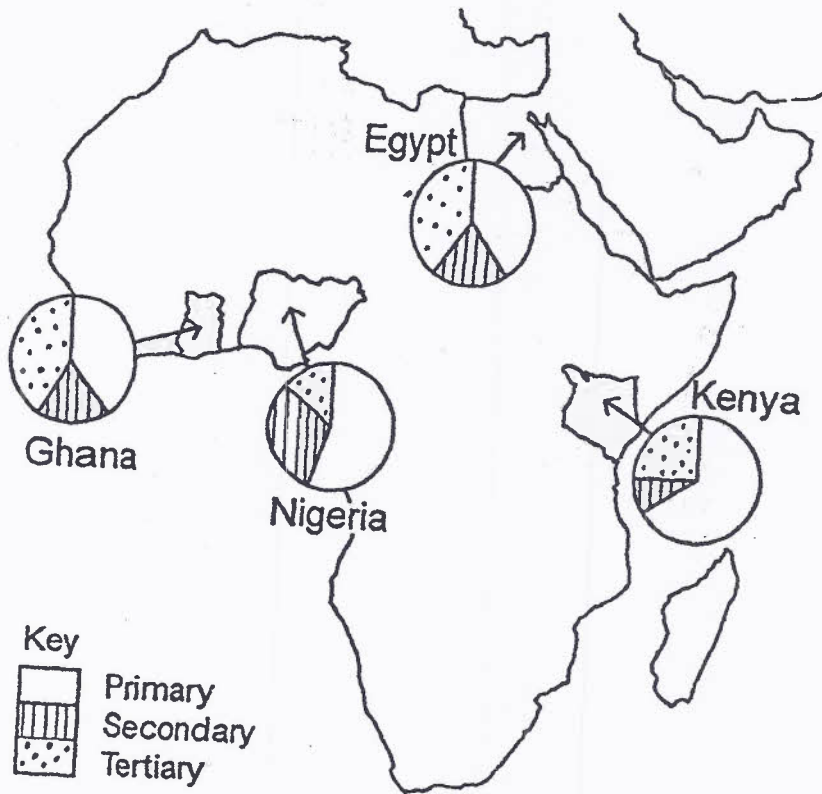 Egypt
Kenya
Ghana
Nigeria
Key
Primary
Secondary
Tertiary